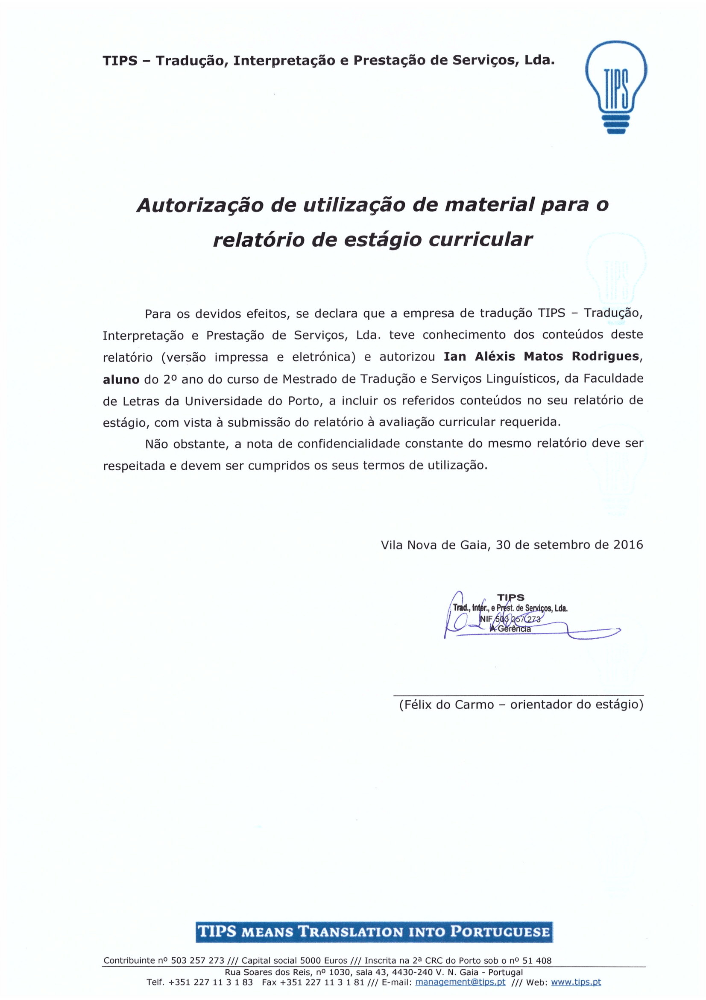 TIPS – Tradução, Interpretação e Prestação de Serviços, Lda.
TIPS
Autorização de utilização de material para o
relatório de estágio curricular
Para os devidos efeitos, se declara que a empresa de tradução TIPS – Tradução,
Interpretação e Prestação de Serviços, Lda. teve conhecimento dos conteúdos deste
relatório (versão impressa e eletrónica) e autorizou Ian Aléxis Matos Rodrigues,
aluno do 2º ano do curso de Mestrado de Tradução e Serviços Linguísticos, da Faculdade
de Letras da Universidade do Porto, a incluir os referidos conteúdos no seu relatório de
estágio, com vista à submissão do relatório à avaliação curricular requerida.
Não obstante, a nota de confidencialidade constante do mesmo relatório deve ser
respeitada e devem ser cumpridos os seus termos de utilização.
Vila Nova de Gaia, 30 de setembro de 2016
TIPS
Trad., Inter., e Prest. de Serviços, Lda.
NIF 503 257 273
A Gerência
(Félix do Carmo – orientador do estágio)
TIPS MEANS TRANSLATION INTO PORTUGUESE
Contribuinte nº 503 257 273 /// Capital social 5000 Euros /// Inscrita na 2ª CRC do Porto sob o nº 51 408
Rua Soares dos Reis, nº 1030, sala 43, 4430-240 V. N. Gaia - Portugal
Telf. +351 227 11 3 1 83 Fax +351 227 11 3 1 81 /// E-mail: management@tips.pt /// Web: www.tips.pt